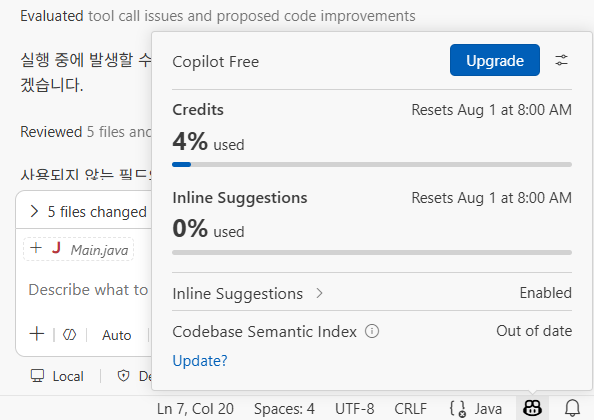 Evaluated tool call issues and proposed code improvements
실행 중에 발생할 수
겠습니다.
Reviewed 5 files and
사용되지 않는 필드
5 files changed
Main.java
Describe what to
Auto
Local
Copilot Free
Upgrade
Credits
Resets Aug 1 at 8:00 AM
4% used
Inline Suggestions
Resets Aug 1 at 8:00 AM
0% used
Inline Suggestions
Enabled
Codebase Semantic Index
Out of date
Update?
Ln 7, Col 20
Spaces: 4
UTF-8
CRLF
Java